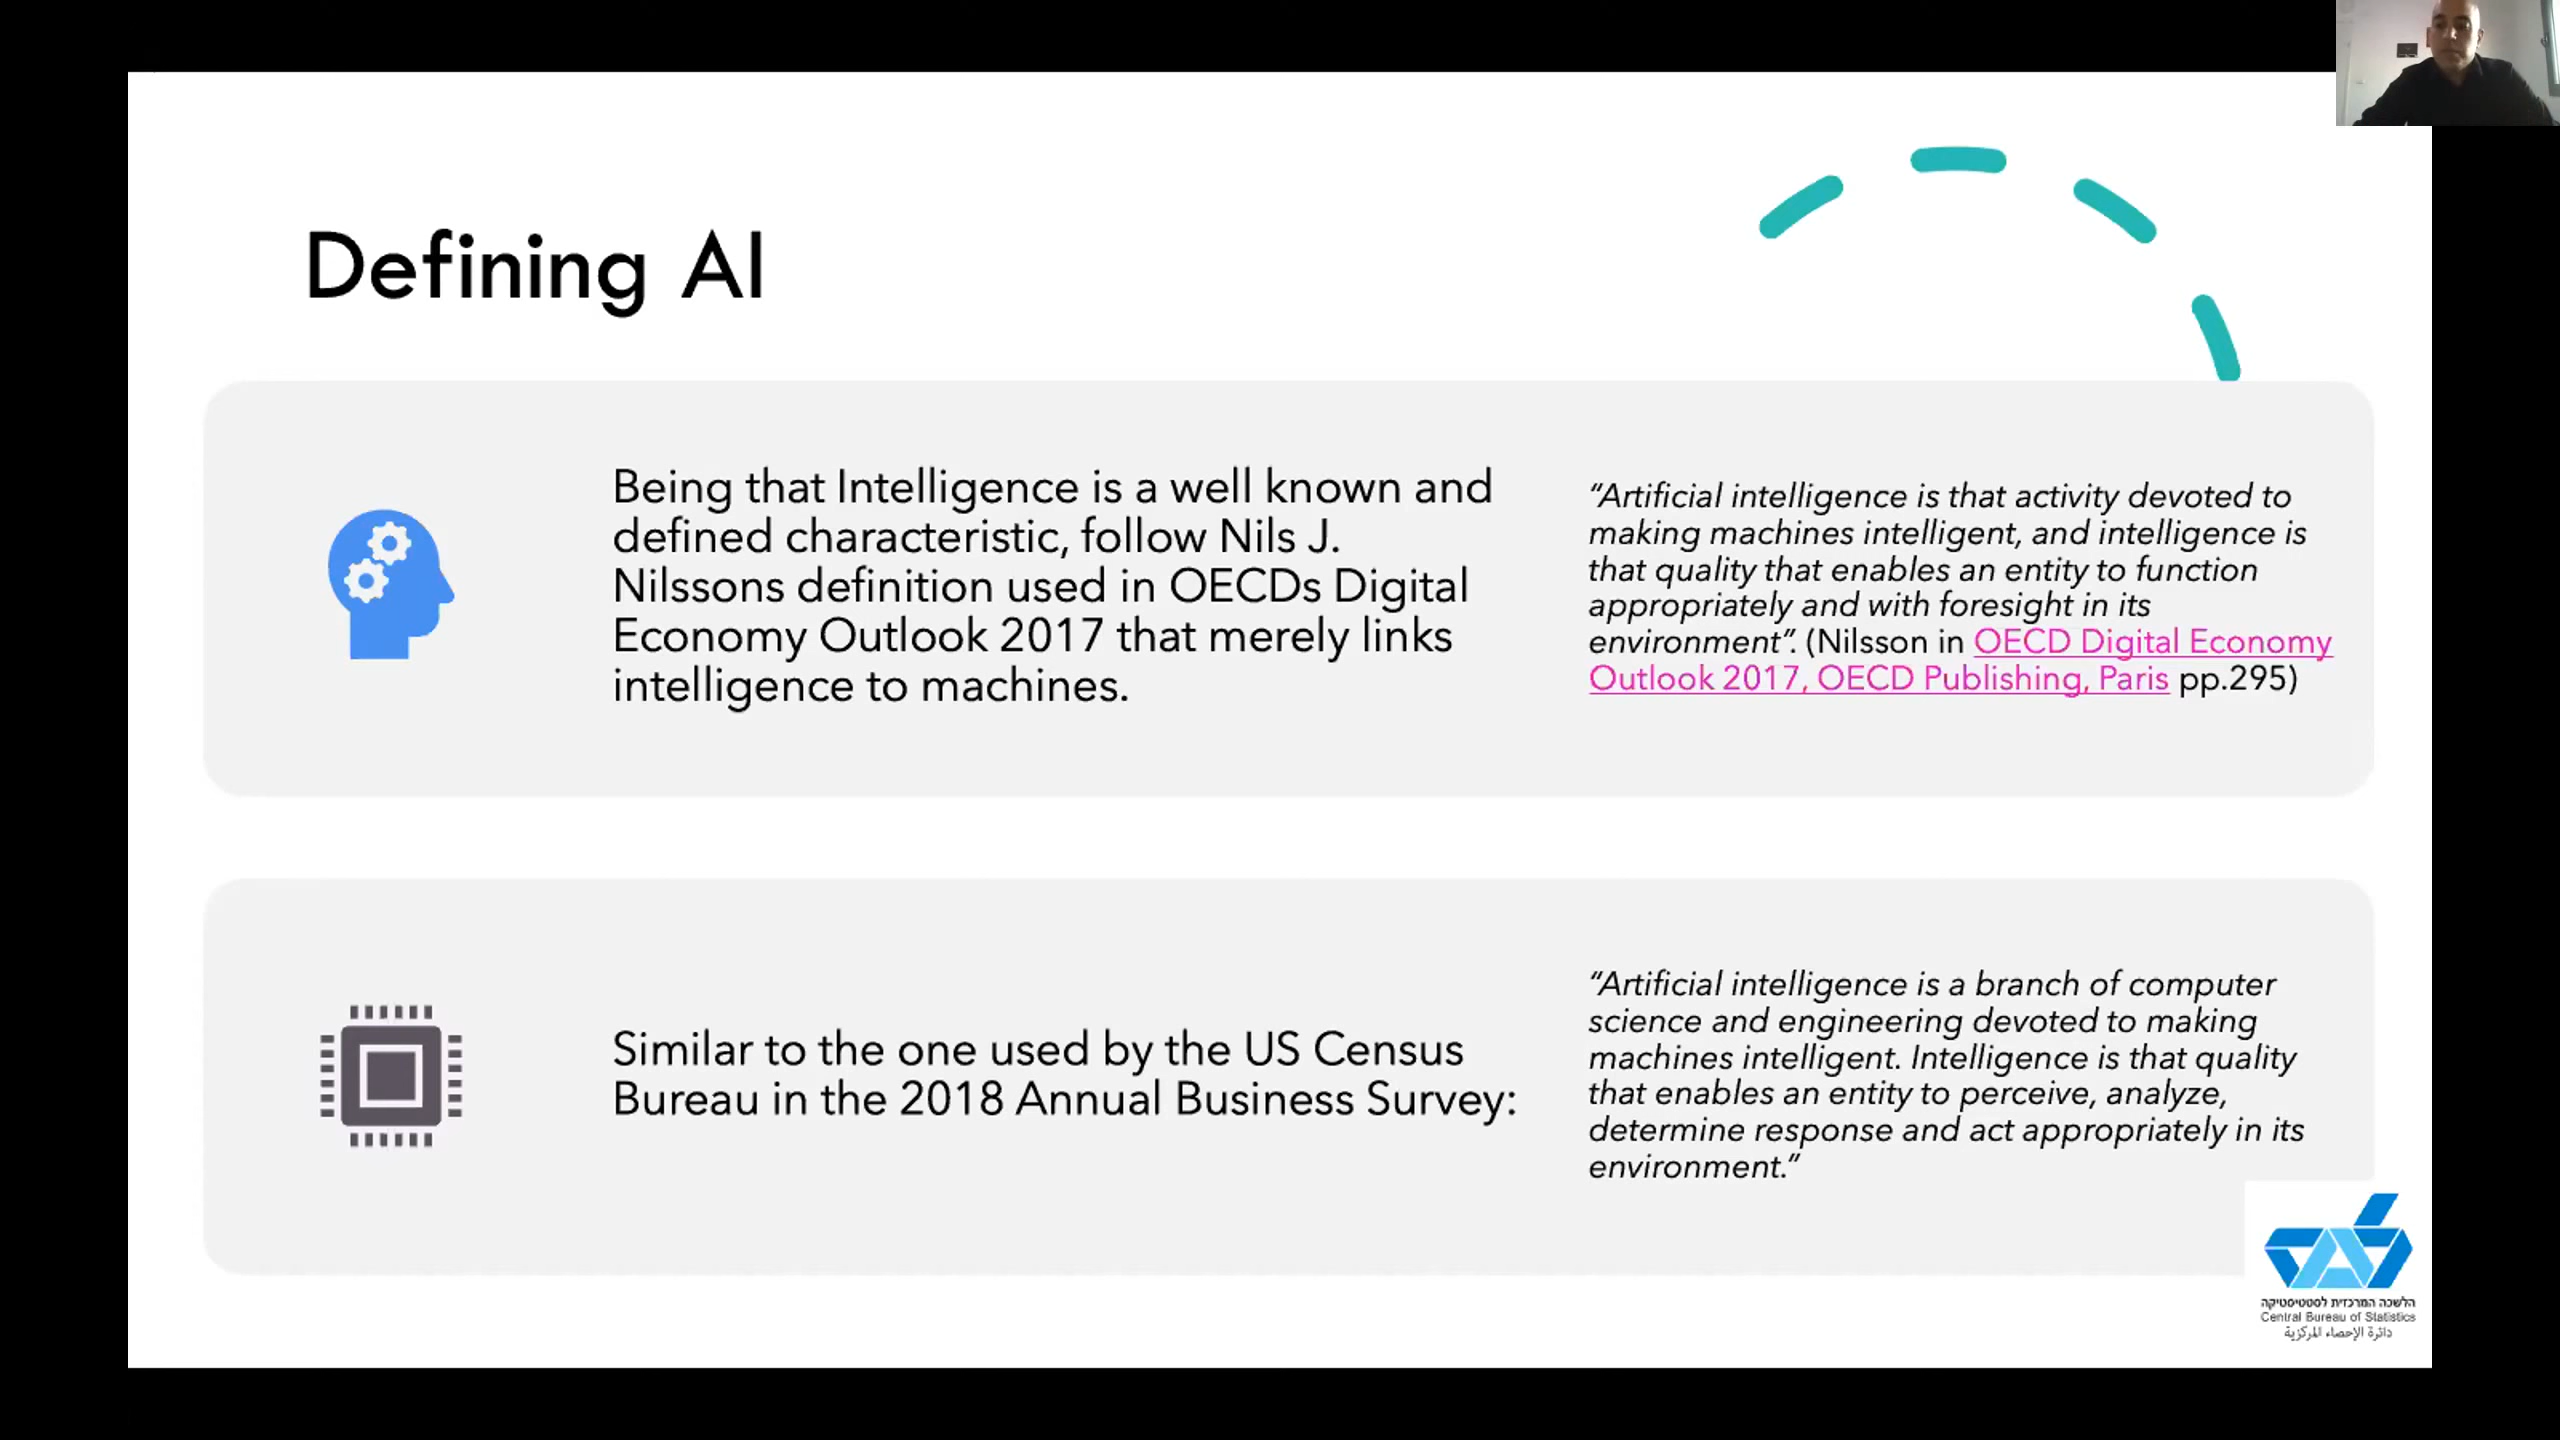 Defining AI
Being that Intelligence is a well known and
defined characteristic, follow Nils J.
Nilssons definition used in OECDs Digital
Economy Outlook 2017 that merely links
intelligence to machines.
“Artificial intelligence is that activity devoted to
making machines intelligent, and intelligence is
that quality that enables an entity to function
appropriately and with foresight in its
environment”. (Nilsson in OECD Digital Economy
Outlook 2017, OECD Publishing, Paris pp.295)
Similar to the one used by the US Census
Bureau in the 2018 Annual Business Survey:
“Artificial intelligence is a branch of computer
science and engineering devoted to making
machines intelligent. Intelligence is that quality
that enables an entity to perceive, analyze,
determine response and act appropriately in its
environment.”
הלשכה המרכזית לסטטיסטיקה
Central Bureau of Statistics
دائرة الإحصاء المركزية